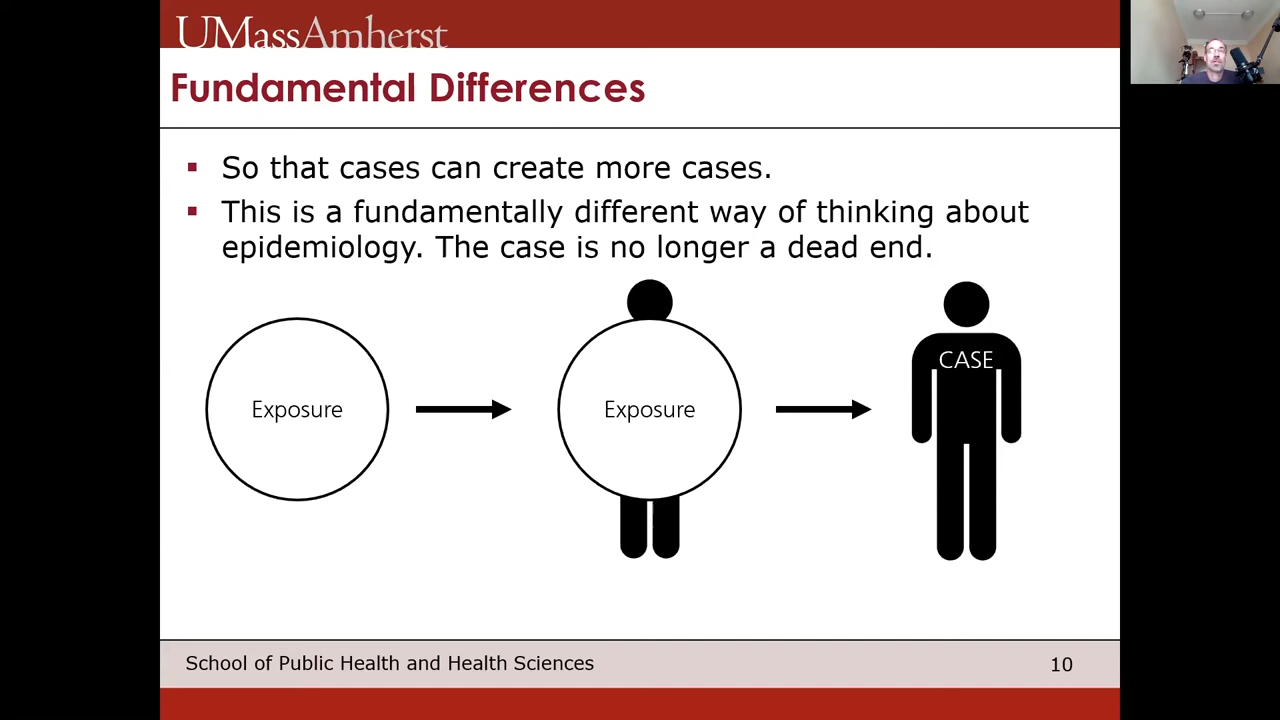 UMassAmherst
Fundamental Differences
So that cases can create more cases.
This is a fundamentally different way of thinking about
epidemiology. The case is no longer a dead end.
Exposure
Exposure
CASE
School of Public Health and Health Sciences
10